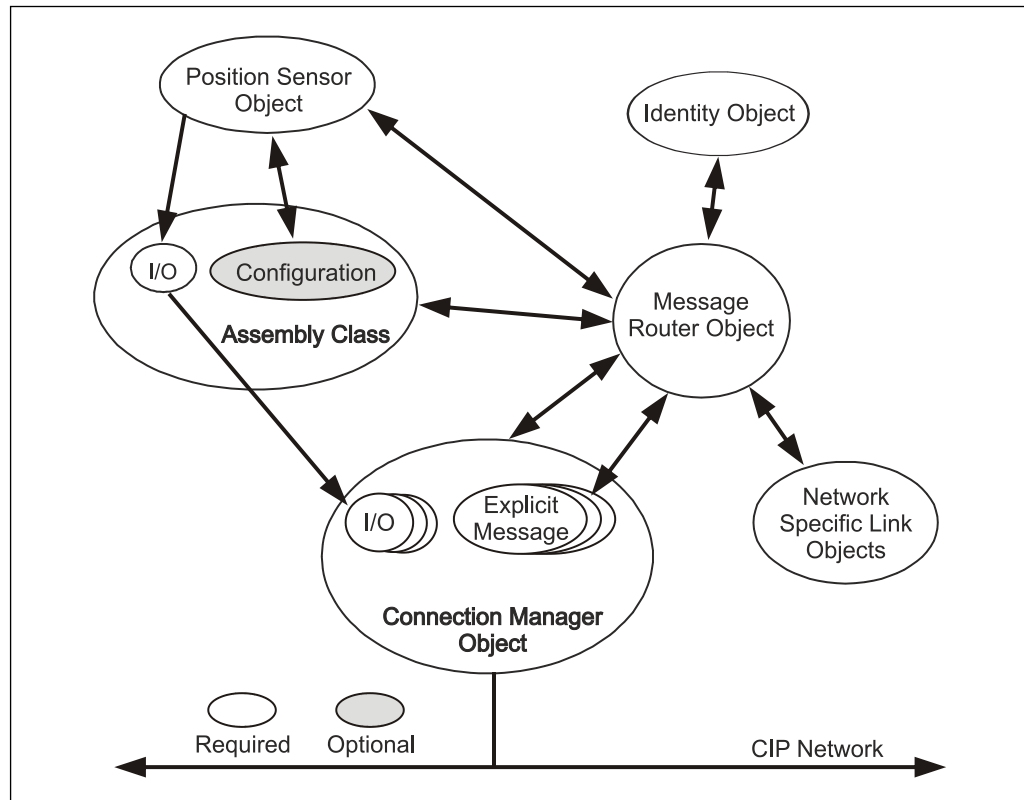 Position Sensor
Object
Identity Object
I/O
Configuration
Assembly Class
Message
Router Object
I/O
Explicit
Message
Network
Specific Link
Objects
Connection Manager
Object
Required
Optional
CIP Network